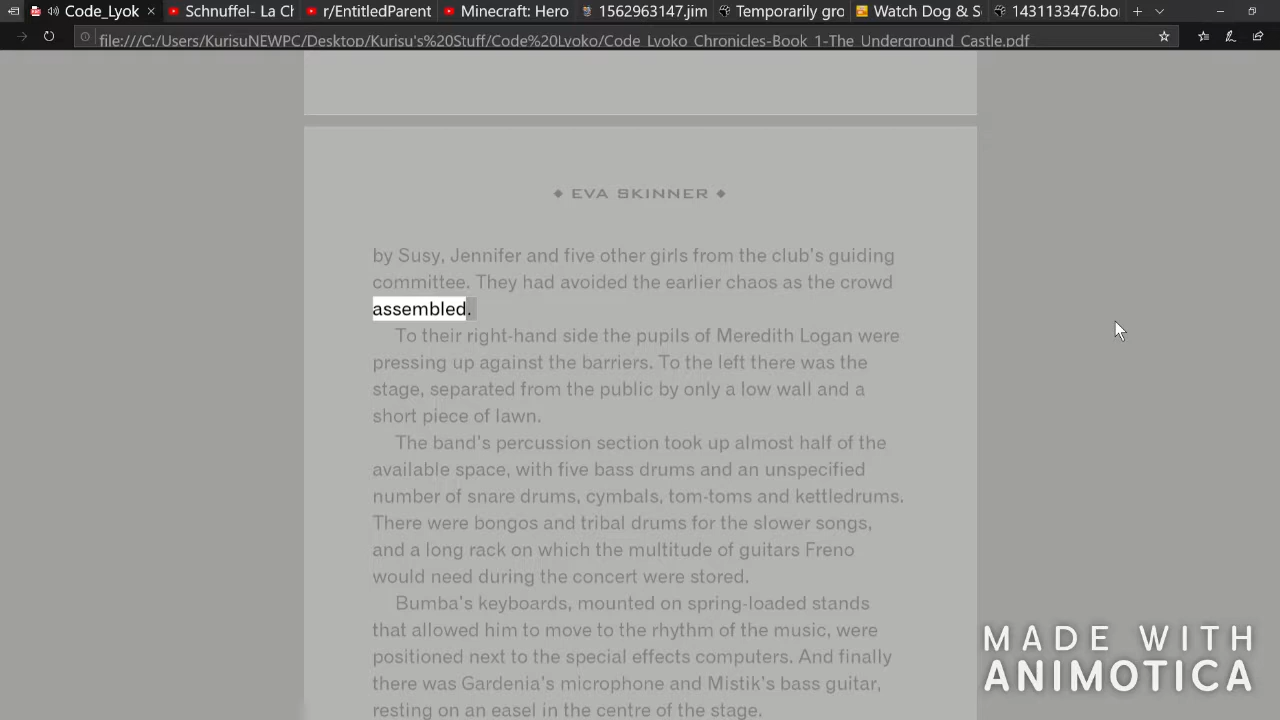 Code_Lyok
Schnuffel- La Ch
r/EntitledParent
Minecraft: Hero
1562963147.jim
Temporarily gro
Watch Dog & S
1431133476.bo
file:///C:/Users/KurisuNEWPC/Desktop/Kurisu's%20Stuff/Code%20Lyoko/Code_Lyoko_Chronicles-Book_1-The_Underground_Castle.pdf
◆ EVA SKINNER ◆
by Susy, Jennifer and five other girls from the club's guiding
committee. They had avoided the earlier chaos as the crowd
assembled.
To their right-hand side the pupils of Meredith Logan were
pressing up against the barriers. To the left there was the
stage, separated from the public by only a low wall and a
short piece of lawn.
The band's percussion section took up almost half of the
available space, with five bass drums and an unspecified
number of snare drums, cymbals, tom-toms and kettledrums.
There were bongos and tribal drums for the slower songs,
and a long rack on which the multitude of guitars Freno
would need during the concert were stored.
Bumba's keyboards, mounted on spring-loaded stands
that allowed him to move to the rhythm of the music, were
positioned next to the special effects computers. And finally
there was Gardenia's microphone and Mistik's bass guitar,
resting on an easel in the centre of the stage.
MADE WITH
ANIMOTICA